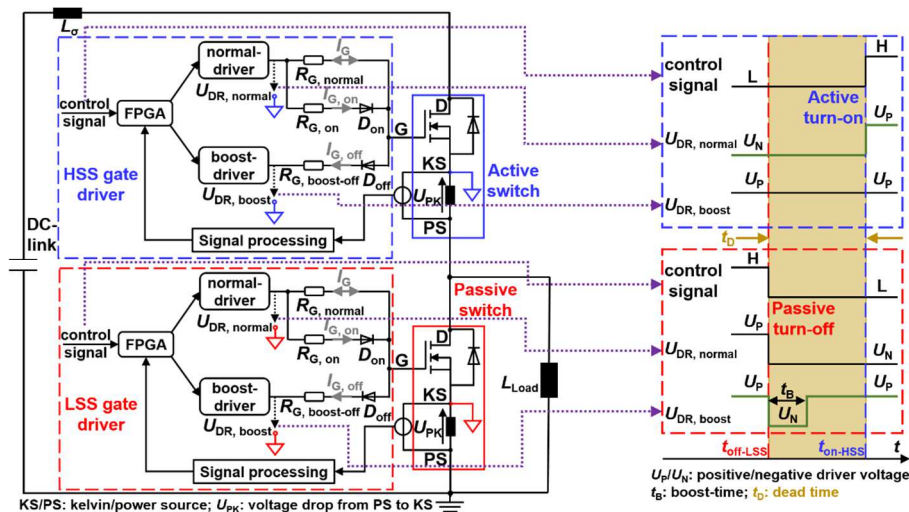 Lσ
normal-
driver
IG
RG, normal
UDR, normal
IG, on
RG, on
Don
control
signal
FPGA
IG, off
boost-
driver
RG, boost-off
Doff
UDR, boost
HSS gate
driver
Signal processing
G
D
KS
UPK
PS
Active
switch
DC-
link
normal-
driver
IG
RG, normal
UDR, normal
IG, on
RG, on
Don
control
signal
FPGA
IG, off
boost-
driver
RG, boost-off
Doff
UDR, boost
LSS gate
driver
Signal processing
Passive
switch
G
D
KS
UPK
PS
LLoad
KS/PS: kelvin/power source; UPK: voltage drop from PS to KS
control
signal
L
H
Active
turn-on
UDR, normal
UN
UP
UP
UP
UDR, boost
tD
control
signal
H
L
Passive
turn-off
UDR, normal
UP
UN
UP
tB
UN
UP
UDR, boost
toff-LSS
ton-HSS
t
UP/UN: positive/negative driver voltage
tB: boost-time; tD: dead time